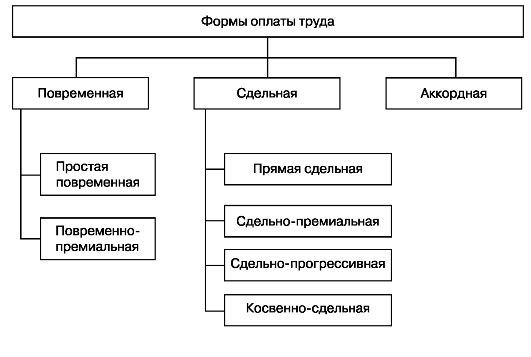 Формы оплаты труда
Повременная
Сдельная
Аккордная
Простая
повременная
Повременно-
премиальная
Прямая сдельная
Сдельно-премиальная
Сдельно-прогрессивная
Косвенно-сдельная